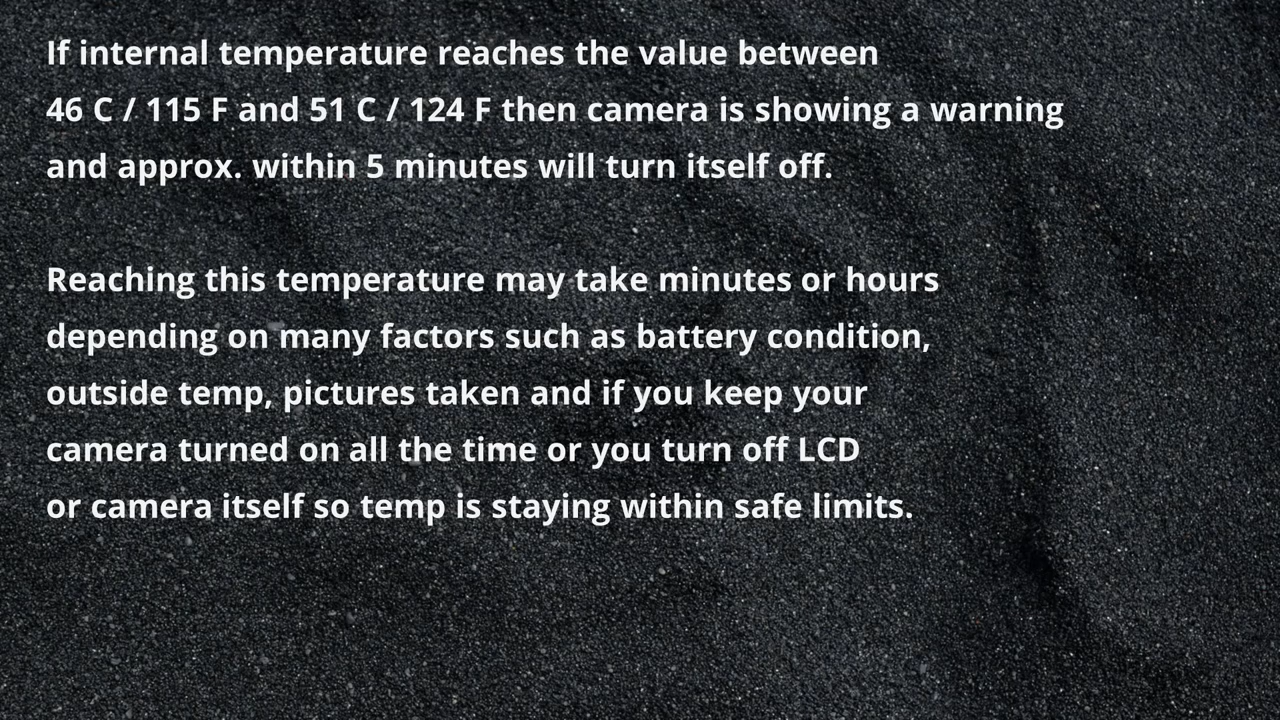 If internal temperature reaches the value between
46 C / 115 F and 51 C / 124 F then camera is showing a warning
and approx. within 5 minutes will turn itself off.
Reaching this temperature may take minutes or hours
depending on many factors such as battery condition,
outside temp, pictures taken and if you keep your
camera turned on all the time or you turn off LCD
or camera itself so temp is staying within safe limits.